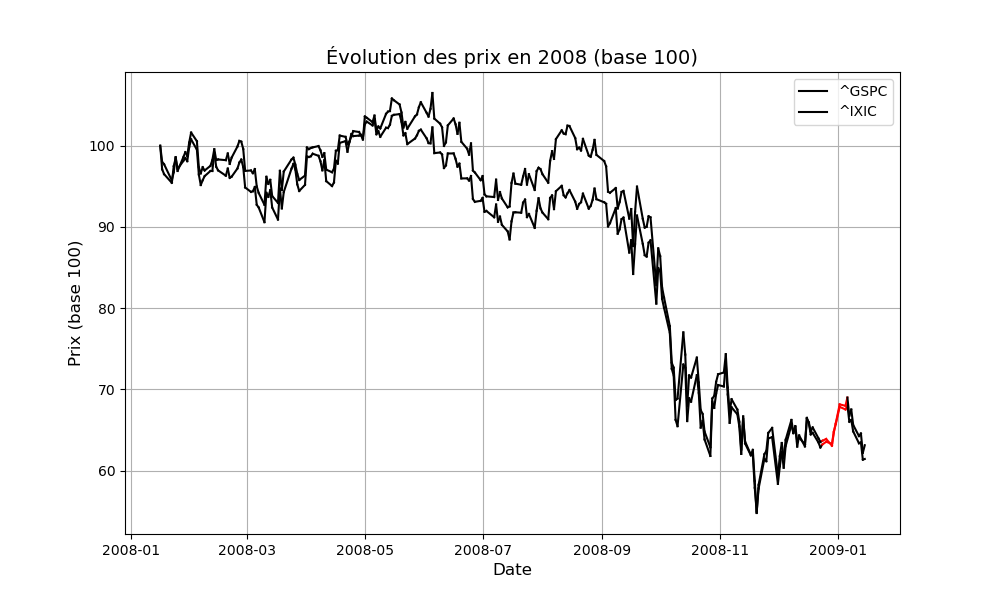 Évolution des prix en 2008 (base 100)
^GSPC
^IXIC
Prix (base 100)
100
90
80
70
60
2008-01 2008-03 2008-05 2008-07 2008-09 2008-11 2009-01
Date